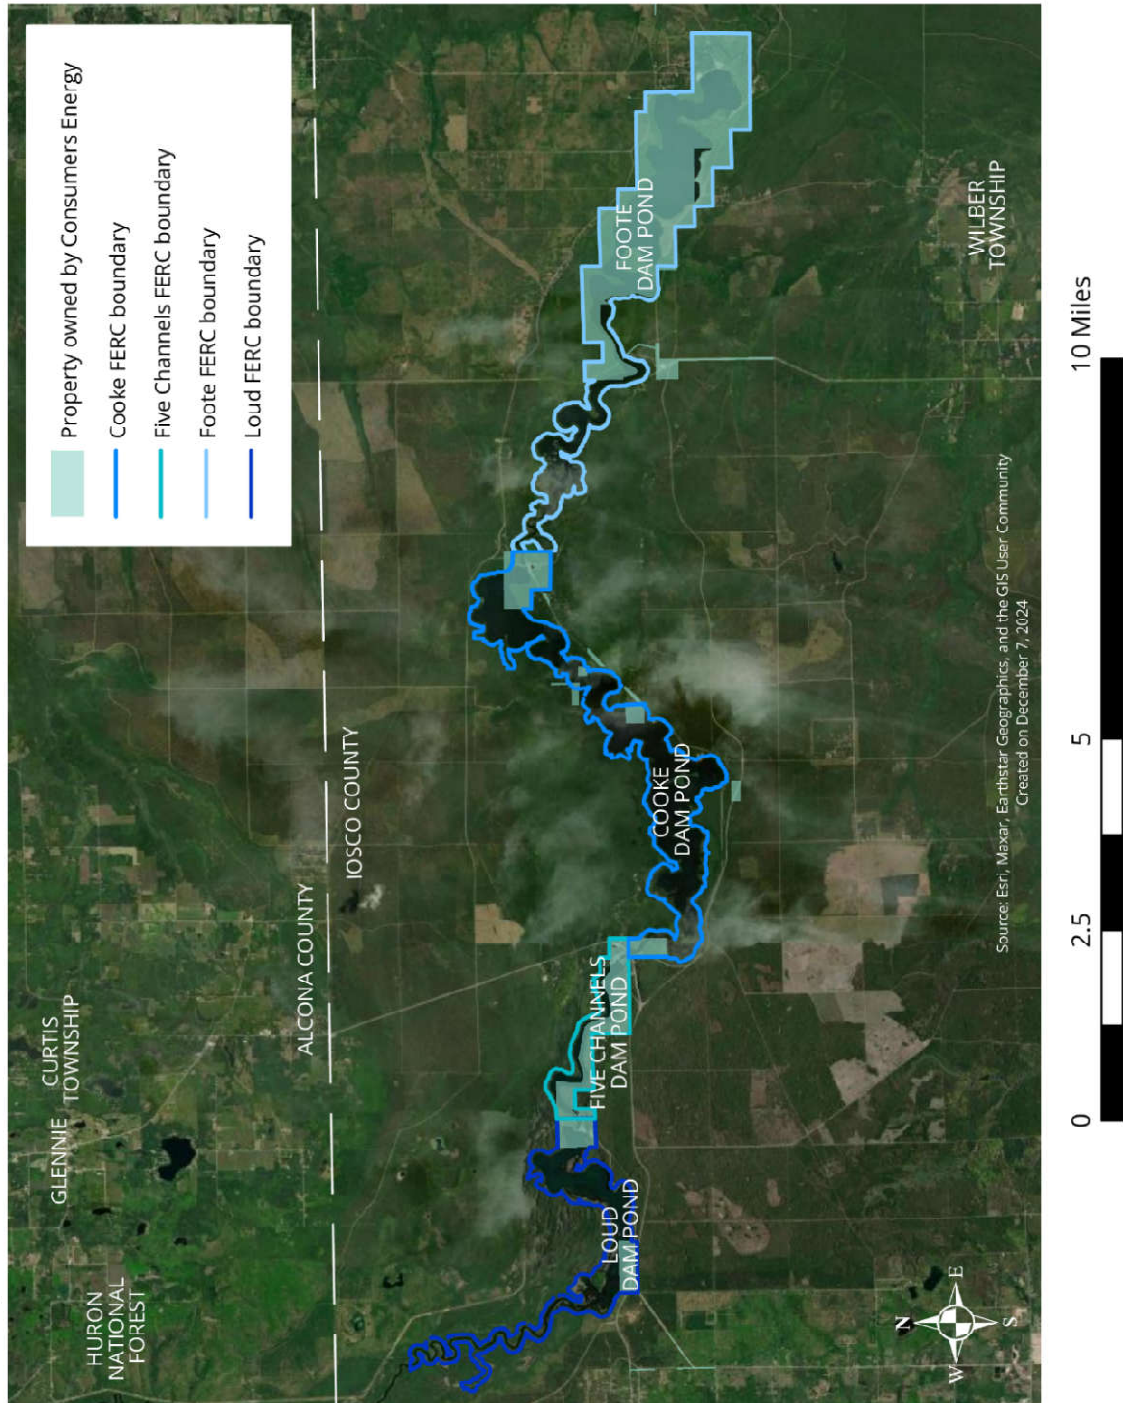 Property owned by Consumers Energy
Cooke FERC boundary
Five Channels FERC boundary
Foote FERC boundary
Loud FERC boundary
HURON
NATIONAL
FOREST
GLENNIE
CURTIS
TOWNSHIP
ALCONA COUNTY
IOSCO COUNTY
LOUD
DAM POND
FIVE CHANNELS
DAM POND
COOKE
DAM POND
FOOTE
DAM POND
WILBER
TOWNSHIP
N
W
E
S
Source: Esri, Maxar, Earthstar Geographics, and the GIS User Community
Created on December 7, 2024
0
2.5
5
10 Miles